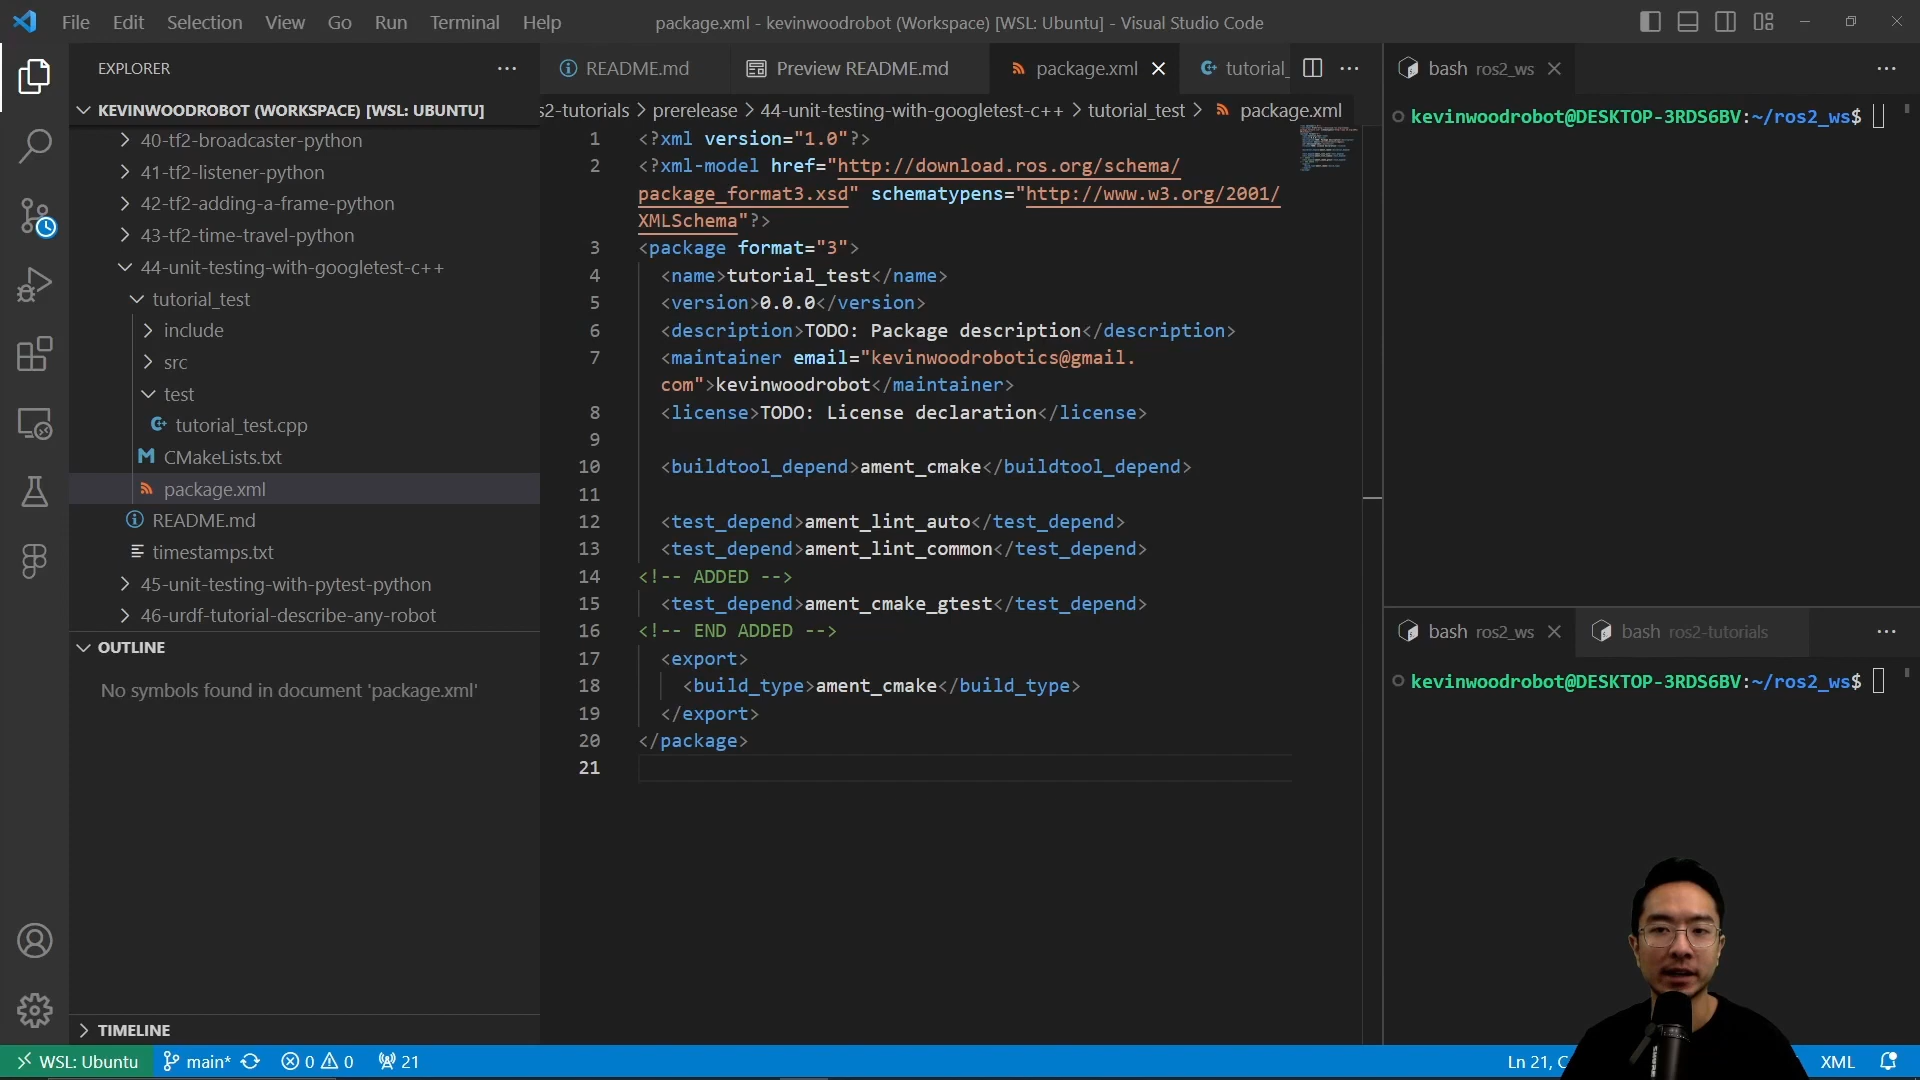 File Edit Selection View Go Run Terminal Help
package.xml - kevinwoodrobot (Workspace) [WSL: Ubuntu] - Visual Studio Code
EXPLORER
KEVINWOODROBOT (WORKSPACE) [WSL: UBUNTU]
40-tf2-broadcaster-python
41-tf2-listener-python
42-tf2-adding-a-frame-python
43-tf2-time-travel-python
44-unit-testing-with-googletest-c++
tutorial_test
include
src
test
tutorial_test.cpp
CMakeLists.txt
package.xml
README.md
timestamps.txt
45-unit-testing-with-pytest-python
46-urdf-tutorial-describe-any-robot
OUTLINE
No symbols found in document 'package.xml'
TIMELINE
README.md Preview README.md package.xml tutorial_
s2-tutorials > prerelease > 44-unit-testing-with-googletest-c++ > tutorial_test > package.xml
1 <?xml version="1.0"?>
2 <?xml-model href="http://download.ros.org/schema/
package_format3.xsd" schematypens="http://www.w3.org/2001/
XMLSchema"?>
3 <package format="3">
4 <name>tutorial_test</name>
5 <version>0.0.0</version>
6 <description>TODO: Package description</description>
7 <maintainer email="kevinwoodrobotics@gmail.
com">kevinwoodrobot</maintainer>
8 <license>TODO: License declaration</license>
9
10 <buildtool_depend>ament_cmake</buildtool_depend>
11
12 <test_depend>ament_lint_auto</test_depend>
13 <test_depend>ament_lint_common</test_depend>
14 <!-- ADDED -->
15 <test_depend>ament_cmake_gtest</test_depend>
16 <!-- END ADDED -->
17 <export>
18 <build_type>ament_cmake</build_type>
19 </export>
20 </package>
21
bash ros2_ws
kevinwoodrobot@DESKTOP-3RDS6BV:~/ros2_ws$
bash ros2_ws bash ros2-tutorials
kevinwoodrobot@DESKTOP-3RDS6BV:~/ros2_ws$
WSL: Ubuntu main* 0 0 21 Ln 21, C XML